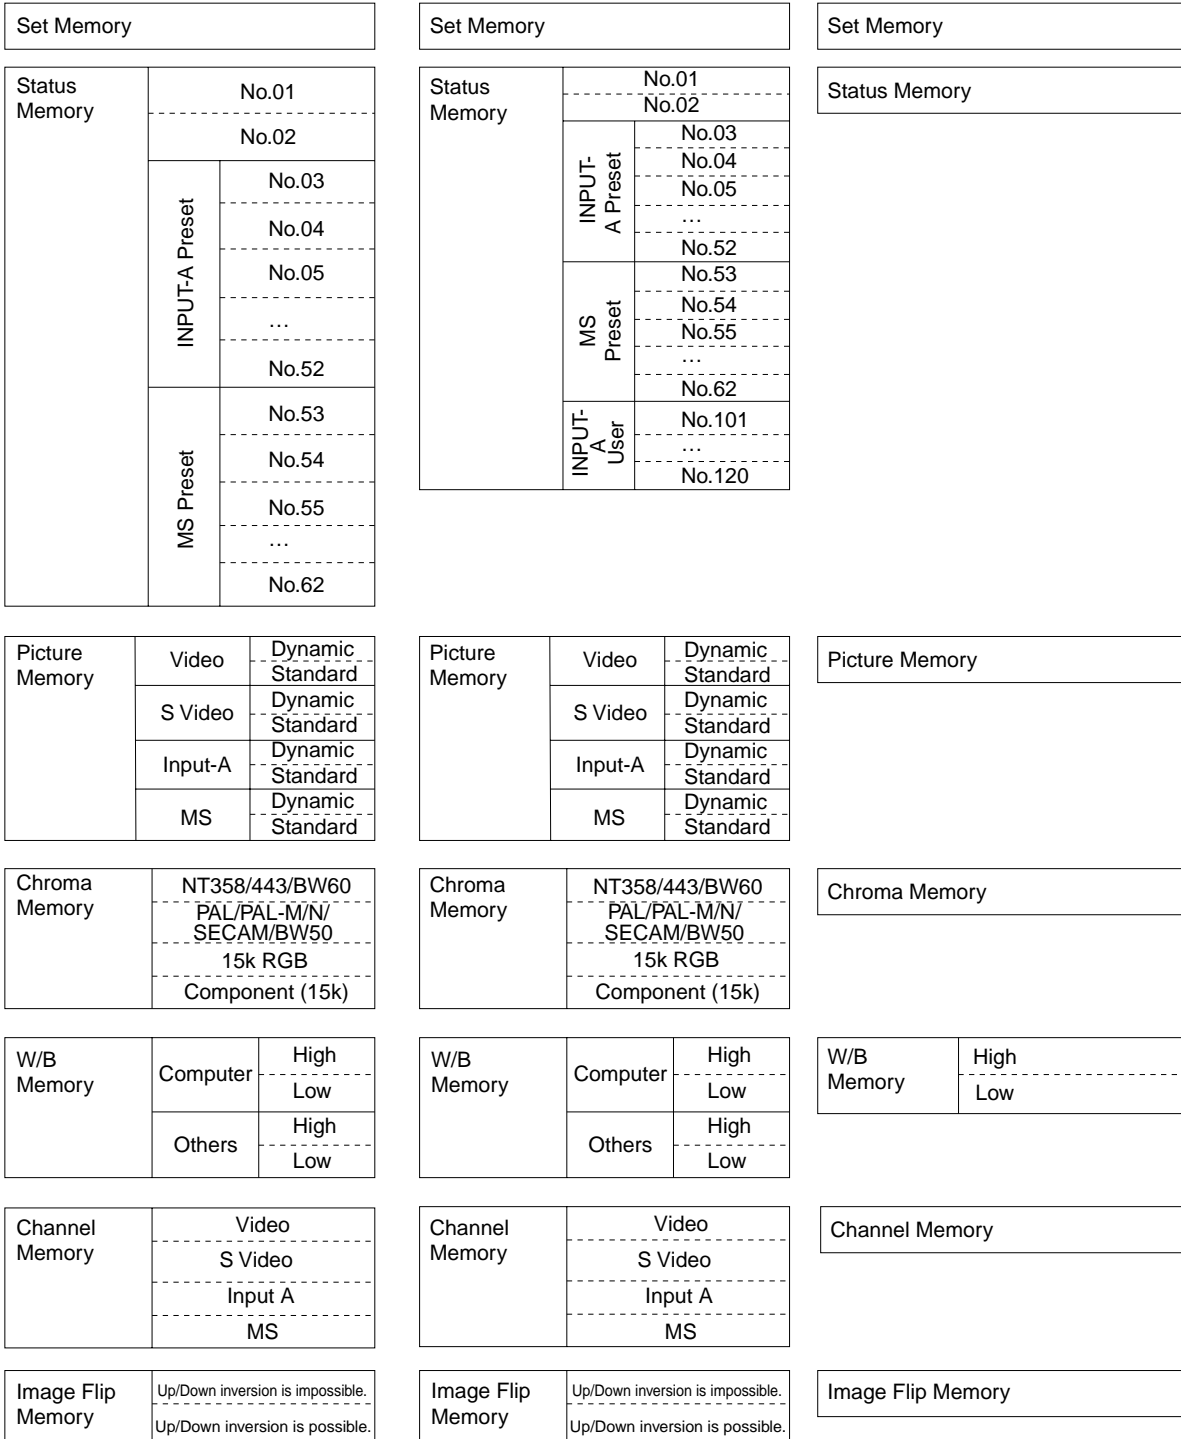 Set Memory
Status
Memory
No.01
No.02
INPUT-A Preset
No.03
No.04
No.05
…
No.52
MS Preset
No.53
No.54
No.55
…
No.62
Picture
Memory
Video
Dynamic
Standard
S Video
Dynamic
Standard
Input-A
Dynamic
Standard
MS
Dynamic
Standard
Chroma
Memory
NT358/443/BW60
PAL/PAL-M/N/
SECAM/BW50
15k RGB
Component (15k)
W/B
Memory
Computer
High
Low
Others
High
Low
Channel
Memory
Video
S Video
Input A
MS
Image Flip
Memory
Up/Down inversion is impossible.
Up/Down inversion is possible.
Set Memory
Status
Memory
No.01
No.02
INPUT-
A Preset
No.03
No.04
No.05
…
No.52
MS
Preset
No.53
No.54
No.55
…
No.62
INPUT-
A
User
No.101
…
No.120
Picture
Memory
Video
Dynamic
Standard
S Video
Dynamic
Standard
Input-A
Dynamic
Standard
MS
Dynamic
Standard
Chroma
Memory
NT358/443/BW60
PAL/PAL-M/N/
SECAM/BW50
15k RGB
Component (15k)
W/B
Memory
Computer
High
Low
Others
High
Low
Channel
Memory
Video
S Video
Input A
MS
Image Flip
Memory
Up/Down inversion is impossible.
Up/Down inversion is possible.
Set Memory
Status Memory
Picture Memory
Chroma Memory
W/B
Memory
High
Low
Channel Memory
Image Flip Memory